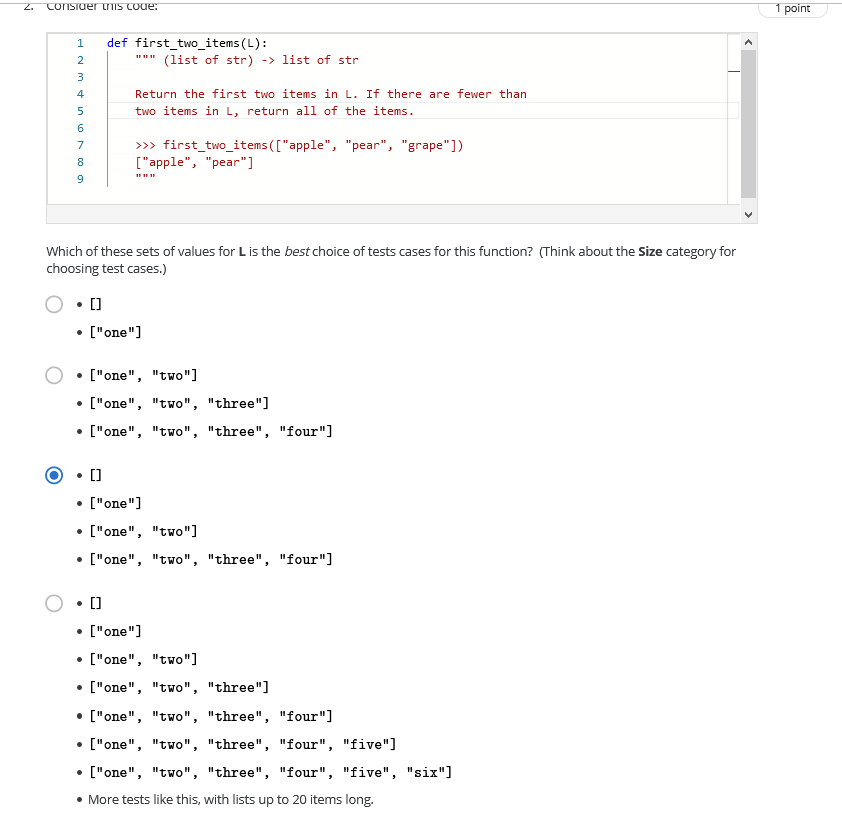 2. Consider this code:
1 point
1 def first_two_items(L):
2 """ (list of str) -> list of str
3
4 Return the first two items in L. If there are fewer than
5 two items in L, return all of the items.
6
7 >>> first_two_items(["apple", "pear", "grape"])
8 ["apple", "pear"]
9 """
Which of these sets of values for L is the best choice of tests cases for this function? (Think about the Size category for
choosing test cases.)
• []
• ["one"]
• ["one", "two"]
• ["one", "two", "three"]
• ["one", "two", "three", "four"]
• []
• ["one"]
• ["one", "two"]
• ["one", "two", "three", "four"]
• []
• ["one"]
• ["one", "two"]
• ["one", "two", "three"]
• ["one", "two", "three", "four"]
• ["one", "two", "three", "four", "five"]
• ["one", "two", "three", "four", "five", "six"]
• More tests like this, with lists up to 20 items long.